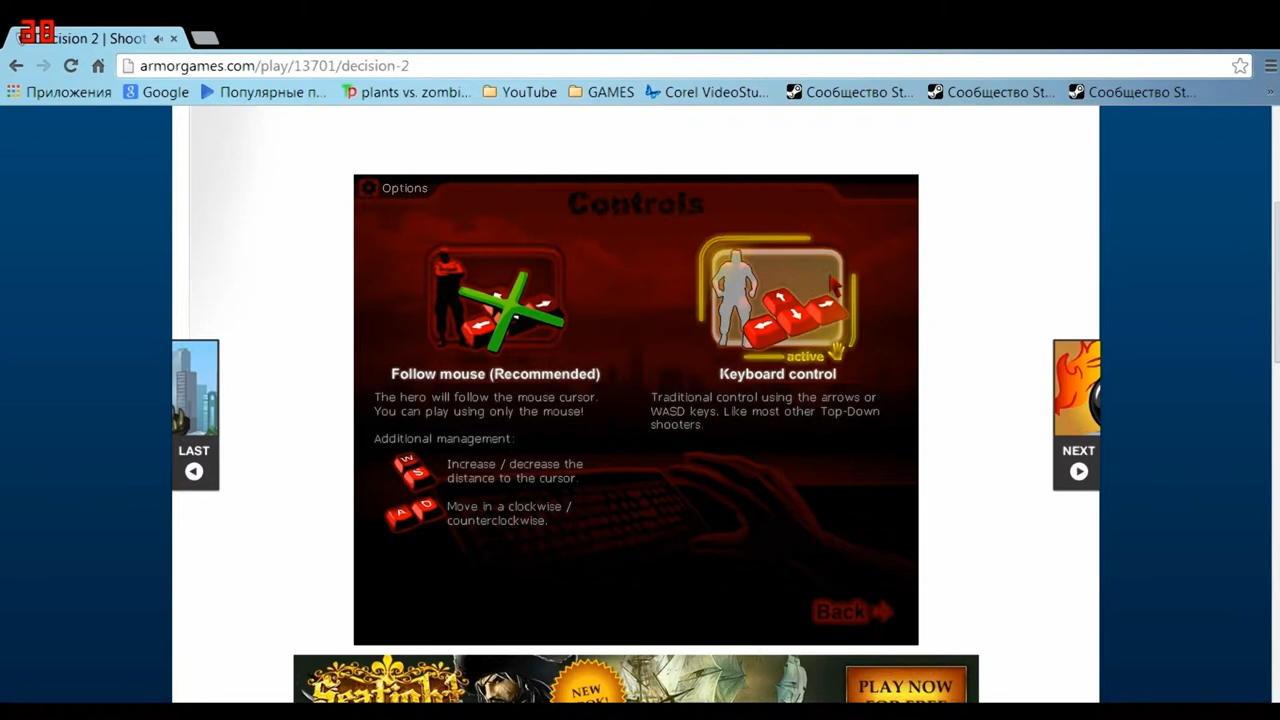 20
cision 2 | Shoot
armorgames.com/play/13701/decision-2
Приложения Google Популярные п... plants vs. zombi... YouTube GAMES Corel VideoStu... Сообщество St... Сообщество St... Сообщество St... »
Options
Controls
active
Follow mouse (Recommended)
The hero will follow the mouse cursor.
You can play using only the mouse!
Additional management:
W
S
Increase / decrease the
distance to the cursor.
A D
Move in a clockwise /
counterclockwise.
Keyboard control
Traditional control using the arrows or
WASD keys. Like most other Top-Down
shooters.
LAST
NEXT
Back
Seafight
NEW
PLAY NOW
FOR FREE